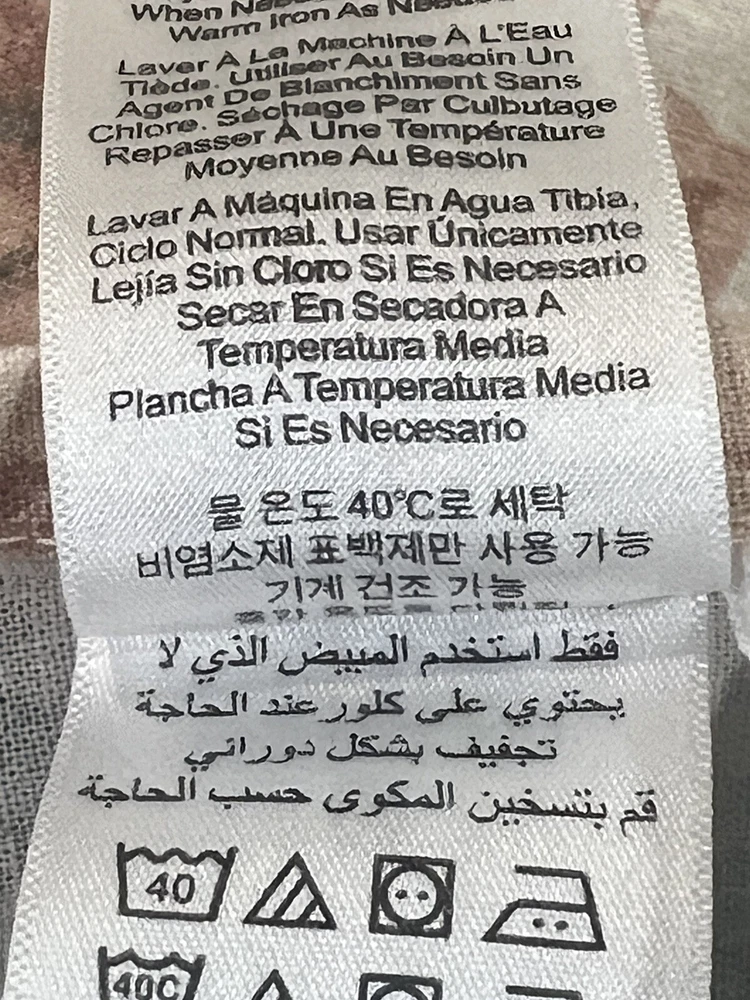 When
Warm Iron As
Laver À La Machine À L'Eau
Tiède. Utiliser Au Besoin Un
Agent De Blanchiment Sans
Chlore. Séchage Par Culbutage
Repasser À Une Température
Moyenne Au Besoin
Lavar A Máquina En Agua Tibia,
Ciclo Normal. Usar Únicamente
Lejía Sin Cloro Si Es Necesario
Secar En Secadora A
Temperatura Media
Plancha A Temperatura Media
Si Es Necesario
물 온도 40℃로 세탁
비염소제 표백제만 사용 가능
기계 건조 가능
فقط استخدم المبيض الذي لا
يحتوي على كلور عند الحاجة
تجفيف بشكل دوراني
قم بتسخين المكوى حسب الحاجة
40
40C